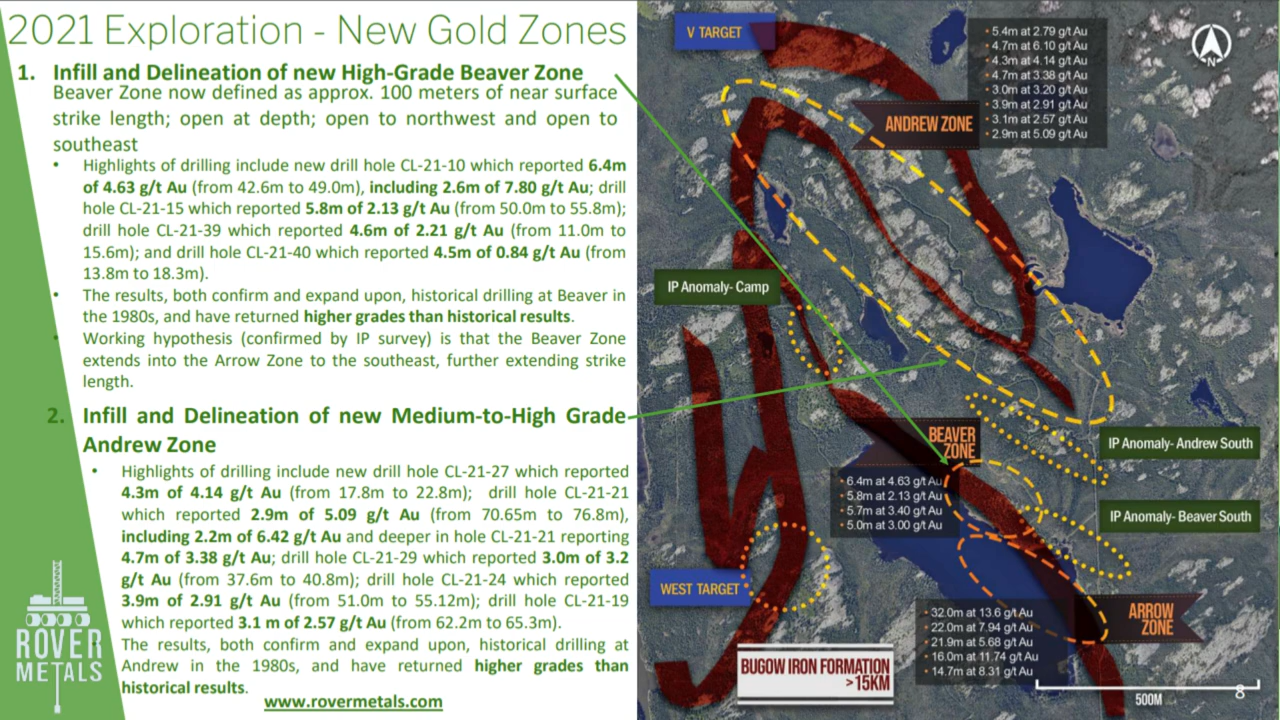 2021 Exploration - New Gold Zones
1. Infill and Delineation of new High-Grade Beaver Zone
Beaver Zone now defined as approx. 100 meters of near surface
strike length; open at depth; open to northwest and open to
southeast
• Highlights of drilling include new drill hole CL-21-10 which reported 6.4m
of 4.63 g/t Au (from 42.6m to 49.0m), including 2.6m of 7.80 g/t Au; drill
hole CL-21-15 which reported 5.8m of 2.13 g/t Au (from 50.0m to 55.8m);
drill hole CL-21-39 which reported 4.6m of 2.21 g/t Au (from 11.0m to
15.6m); and drill hole CL-21-40 which reported 4.5m of 0.84 g/t Au (from
13.8m to 18.3m).
• The results, both confirm and expand upon, historical drilling at Beaver in
the 1980s, and have returned higher grades than historical results.
• Working hypothesis (confirmed by IP survey) is that the Beaver Zone
extends into the Arrow Zone to the southeast, further extending strike
length.
2. Infill and Delineation of new Medium-to-High Grade
Andrew Zone
• Highlights of drilling include new drill hole CL-21-27 which reported
4.3m of 4.14 g/t Au (from 17.8m to 22.8m); drill hole CL-21-21
which reported 2.9m of 5.09 g/t Au (from 70.65m to 76.8m),
including 2.2m of 6.42 g/t Au and deeper in hole CL-21-21 reporting
4.7m of 3.38 g/t Au; drill hole CL-21-29 which reported 3.0m of 3.2
g/t Au (from 37.6m to 40.8m); drill hole CL-21-24 which reported
3.9m of 2.91 g/t Au (from 51.0m to 55.12m); drill hole CL-21-19
which reported 3.1 m of 2.57 g/t Au (from 62.2m to 65.3m).
The results, both confirm and expand upon, historical drilling at
Andrew in the 1980s, and have returned higher grades than
historical results.
www.rovermetals.com
ROVER
METALS
V TARGET
• 5.4m at 2.79 g/t Au
• 4.7m at 6.10 g/t Au
• 4.3m at 4.14 g/t Au
• 4.7m at 3.38 g/t Au
• 3.0m at 3.20 g/t Au
• 3.9m at 2.91 g/t Au
• 3.1m at 2.57 g/t Au
• 2.9m at 5.09 g/t Au
N
ANDREW ZONE
IP Anomaly- Camp
BEAVER
ZONE
• 6.4m at 4.63 g/t Au
• 5.8m at 2.13 g/t Au
• 5.7m at 3.40 g/t Au
• 5.0m at 3.00 g/t Au
IP Anomaly- Andrew South
IP Anomaly- Beaver South
WEST TARGET
ARROW
ZONE
• 32.0m at 13.6 g/t Au
• 22.0m at 7.94 g/t Au
• 21.9m at 5.68 g/t Au
• 16.0m at 11.74 g/t Au
• 14.7m at 8.31 g/t Au
BUGOW IRON FORMATION
>15KM
500M
8